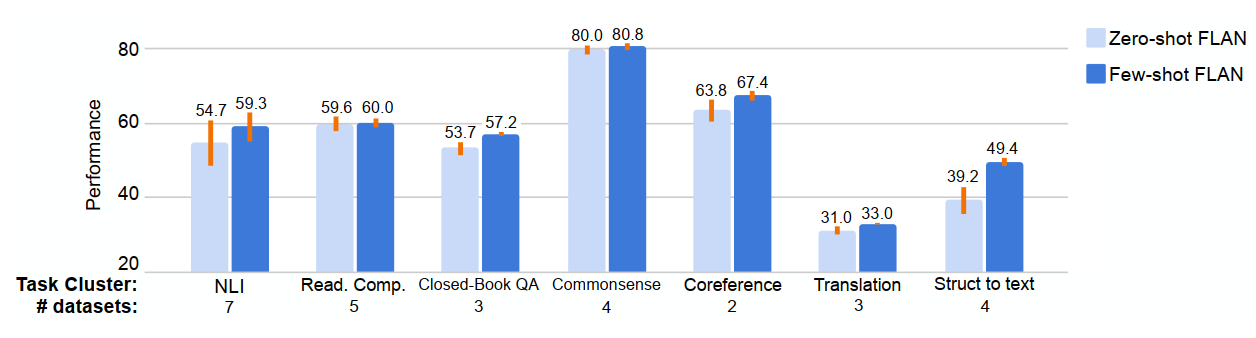 Zero-shot FLAN
Few-shot FLAN
Performance
80
60
40
20
54.7 59.3
59.6 60.0
53.7 57.2
80.0 80.8
63.8 67.4
31.0 33.0
39.2 49.4
Task Cluster: NLI Read. Comp. Closed-Book QA Commonsense Coreference Translation Struct to text
# datasets: 7 5 3 4 2 3 4